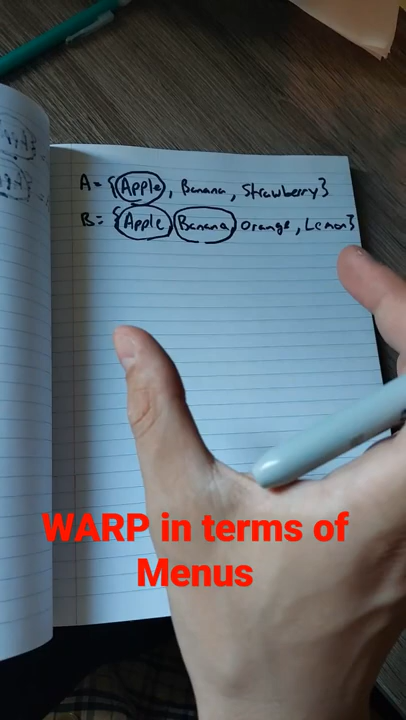 A = {Apple, Banana, Strawberry}
B = {Apple, Banana, Orange, Lemon}
WARP in terms of
Menus